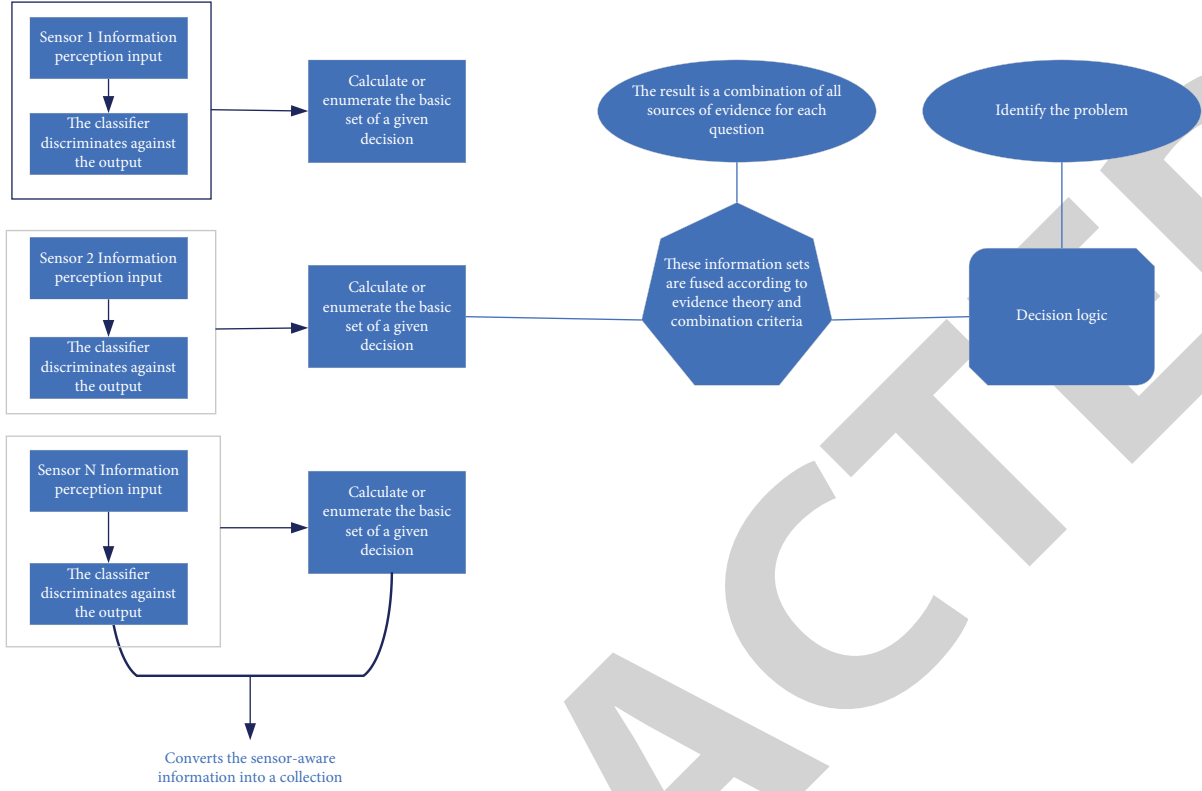 Sensor 1 Information
perception input
The classifier
discriminates against
the output
Calculate or
enumerate the basic
set of a given
decision
Sensor 2 Information
perception input
The classifier
discriminates against
the output
Calculate or
enumerate the basic
set of a given
decision
Sensor N Information
perception input
The classifier
discriminates against
the output
Calculate or
enumerate the basic
set of a given
decision
Converts the sensor-aware
information into a collection
The result is a combination of all
sources of evidence for each
question
These information sets
are fused according to
evidence theory and
combination criteria
Identify the problem
Decision logic